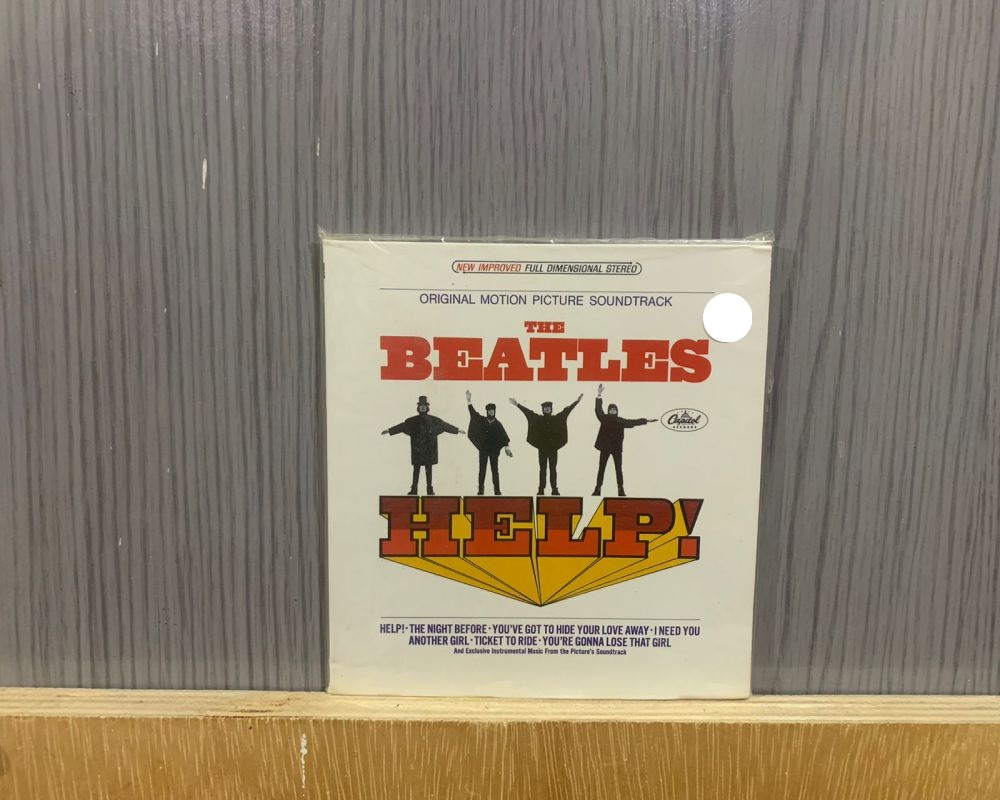 NEW IMPROVED FULL DIMENSIONAL STEREO
ORIGINAL MOTION PICTURE SOUNDTRACK
THE
BEATLES
Capitol
RECORDS
HELP!
HELP! · THE NIGHT BEFORE · YOU'VE GOT TO HIDE YOUR LOVE AWAY · I NEED YOU
ANOTHER GIRL · TICKET TO RIDE · YOU'RE GONNA LOSE THAT GIRL
And Exclusive Instrumental Music From the Picture's Soundtrack